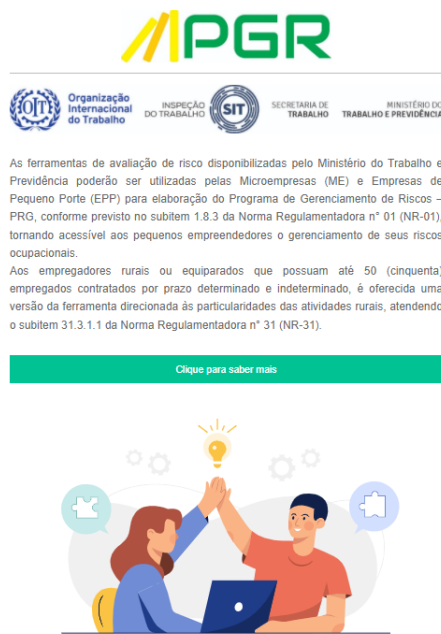 PGR
OIT
Organização
Internacional
do Trabalho
INSPEÇÃO
DO TRABALHO
SIT
SECRETARIA DE
TRABALHO
MINISTÉRIO DO
TRABALHO E PREVIDÊNCIA
As ferramentas de avaliação de risco disponibilizadas pelo Ministério do Trabalho e
Previdência poderão ser utilizadas pelas Microempresas (ME) e Empresas de
Pequeno Porte (EPP) para elaboração do Programa de Gerenciamento de Riscos –
PRG, conforme previsto no subitem 1.8.3 da Norma Regulamentadora n° 01 (NR-01),
tornando acessível aos pequenos empreendedores o gerenciamento de seus riscos
ocupacionais.
Aos empregadores rurais ou equiparados que possuam até 50 (cinquenta)
empregados contratados por prazo determinado e indeterminado, é oferecida uma
versão da ferramenta direcionada às particularidades das atividades rurais, atendendo
o subitem 31.3.1.1 da Norma Regulamentadora n° 31 (NR-31).
Clique para saber mais